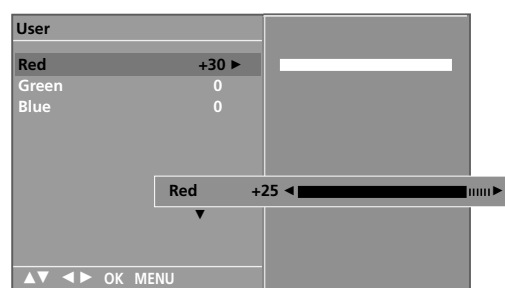 User
Red +30 ►
Green 0
Blue 0
Red +25 ◄ ►
▼
▲▼ ◄► OK MENU